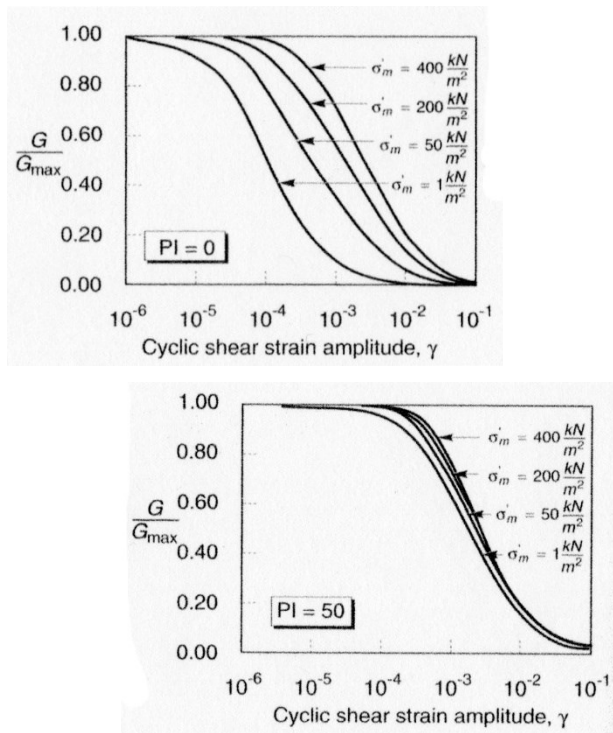 1.00
0.80
0.60
0.40
0.20
0.00
G
Gmax
σ'm = 400 kN/m²
σ'm = 200 kN/m²
σ'm = 50 kN/m²
σ'm = 1 kN/m²
PI = 0
10⁻⁶ 10⁻⁵ 10⁻⁴ 10⁻³ 10⁻² 10⁻¹
Cyclic shear strain amplitude, γ
1.00
0.80
0.60
0.40
0.20
0.00
G
Gmax
σ'm = 400 kN/m²
σ'm = 200 kN/m²
σ'm = 50 kN/m²
σ'm = 1 kN/m²
PI = 50
10⁻⁶ 10⁻⁵ 10⁻⁴ 10⁻³ 10⁻² 10⁻¹
Cyclic shear strain amplitude, γ